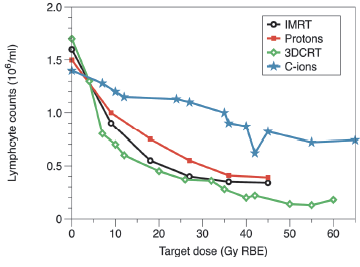 2.0
1.5
1.0
0.5
0
0 10 20 30 40 50 60
Lymphcyte counts (10⁶/ml)
Target dose (Gy RBE)
IMRT
Protons
3DCRT
C-ions